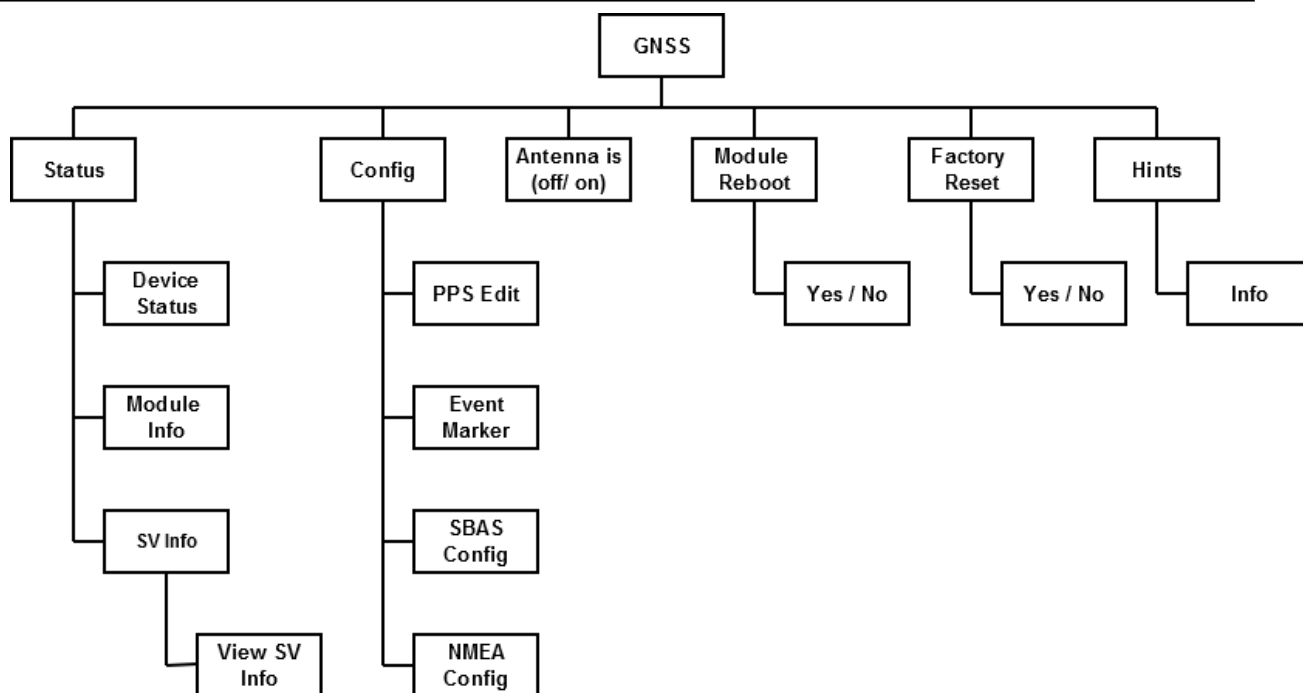 GNSS
Status
Config
Antenna is
(off/ on)
Module
Reboot
Factory
Reset
Hints
Device
Status
PPS Edit
Yes / No
Yes / No
Info
Module
Info
Event
Marker
SV Info
SBAS
Config
View SV
Info
NMEA
Config